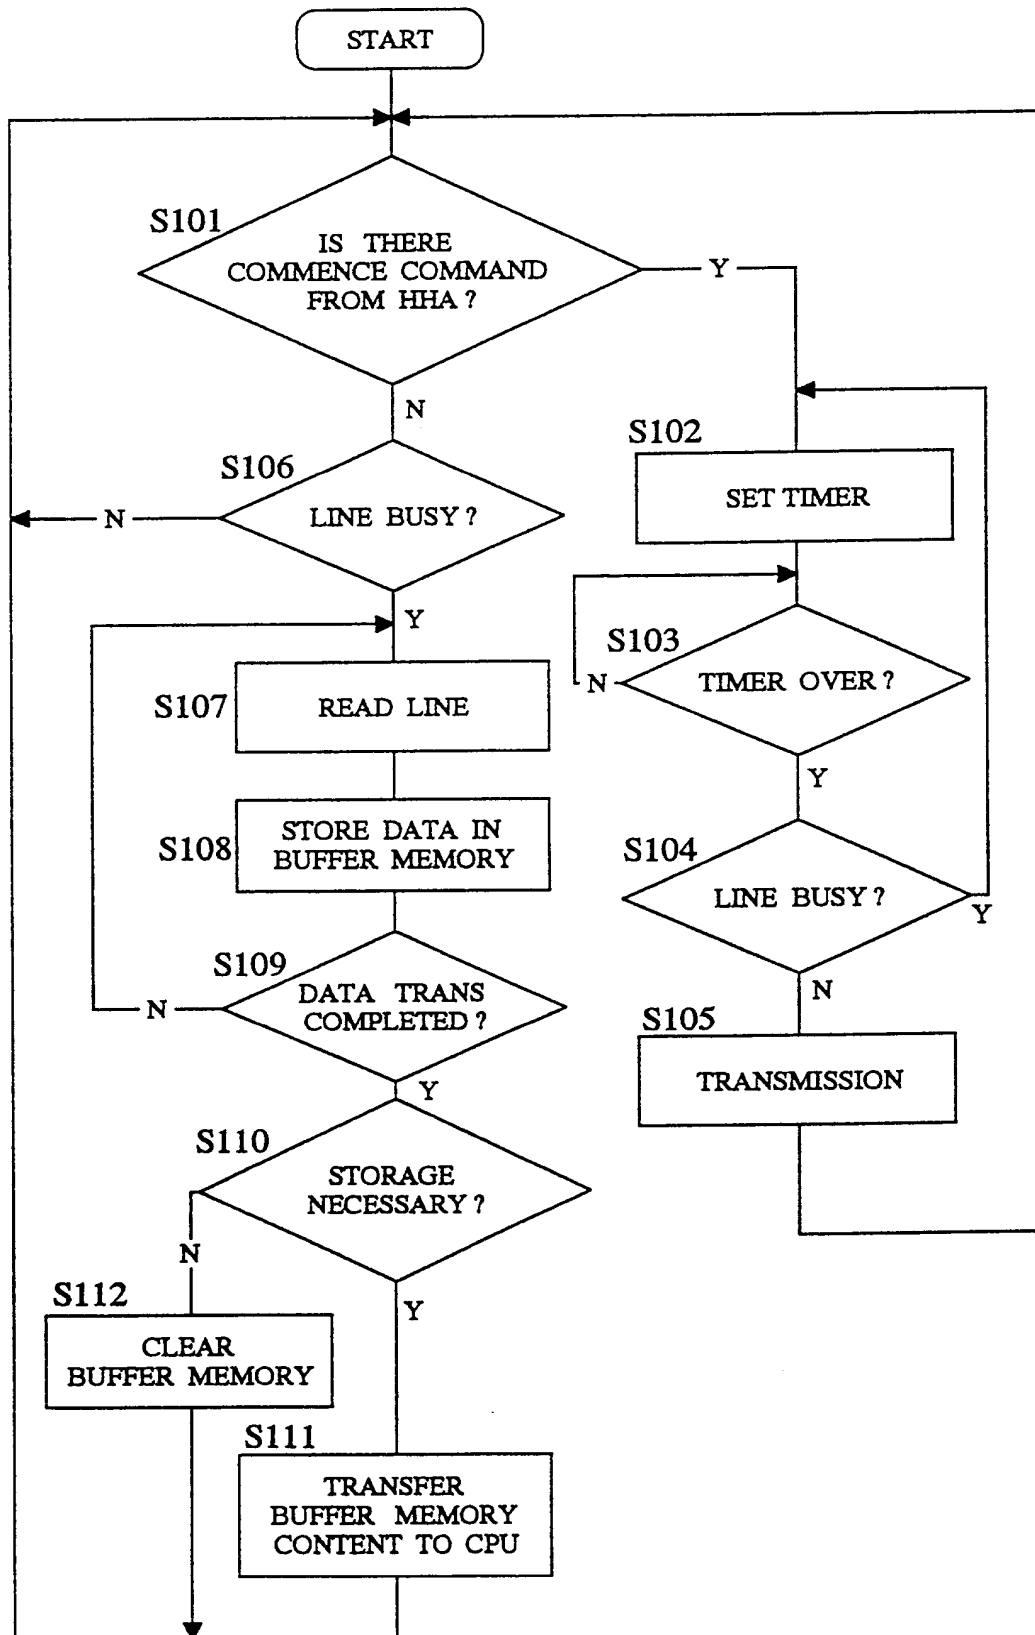 START
S101
IS THERE
COMMENCE COMMAND
FROM HHA ?
Y
N
S102
SET TIMER
S106
LINE BUSY ?
N
Y
S103
TIMER OVER ?
N
Y
S107
READ LINE
S108
STORE DATA IN
BUFFER MEMORY
S104
LINE BUSY ?
Y
N
S109
DATA TRANS
COMPLETED ?
N
Y
S105
TRANSMISSION
S110
STORAGE
NECESSARY ?
N
Y
S112
CLEAR
BUFFER MEMORY
S111
TRANSFER
BUFFER MEMORY
CONTENT TO CPU